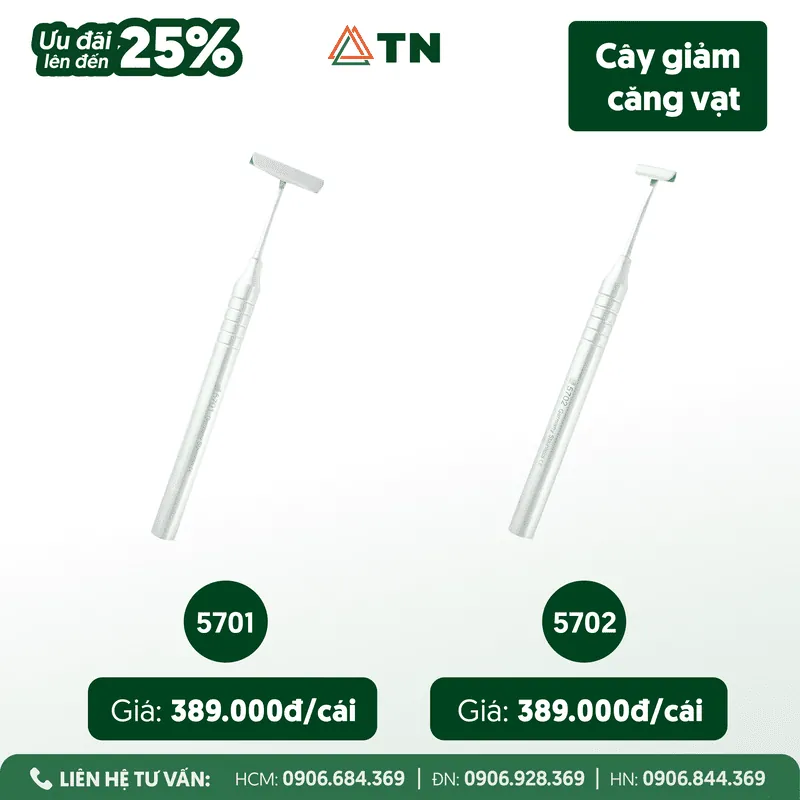 Ưu đãi
lên đến 25%
TN
Cây giảm
căng vạt
5702
5701
5702
Giá: 389.000đ/cái
Giá: 389.000đ/cái
LIÊN HỆ TƯ VẤN: HCM: 0906.684.369 | ĐN: 0906.928.369 | HN: 0906.844.369